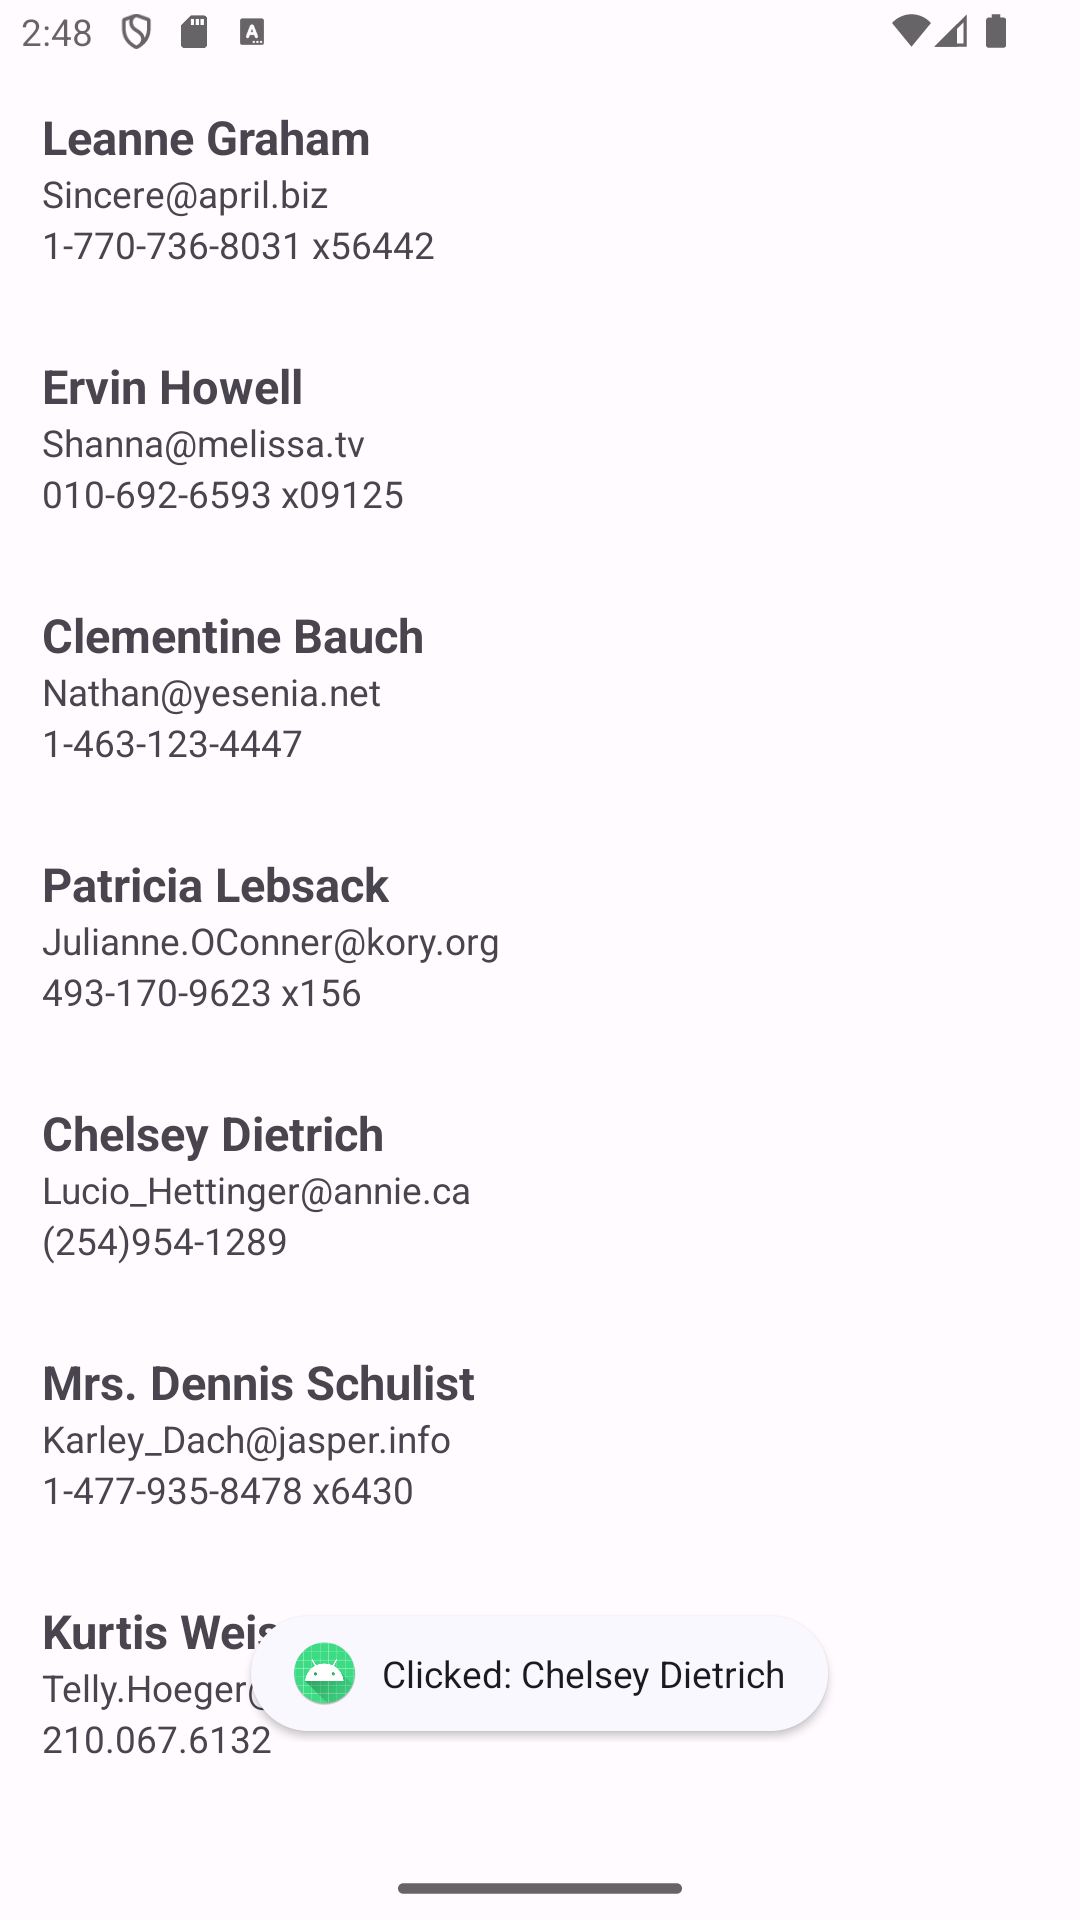 2:48
Leanne Graham
Sincere@april.biz
1-770-736-8031 x56442
Ervin Howell
Shanna@melissa.tv
010-692-6593 x09125
Clementine Bauch
Nathan@yesenia.net
1-463-123-4447
Patricia Lebsack
Julianne.OConner@kory.org
493-170-9623 x156
Chelsey Dietrich
Lucio_Hettinger@annie.ca
(254)954-1289
Mrs. Dennis Schulist
Karley_Dach@jasper.info
1-477-935-8478 x6430
Kurtis
Telly.Hoeger@
210.067.6132
Clicked: Chelsey Dietrich